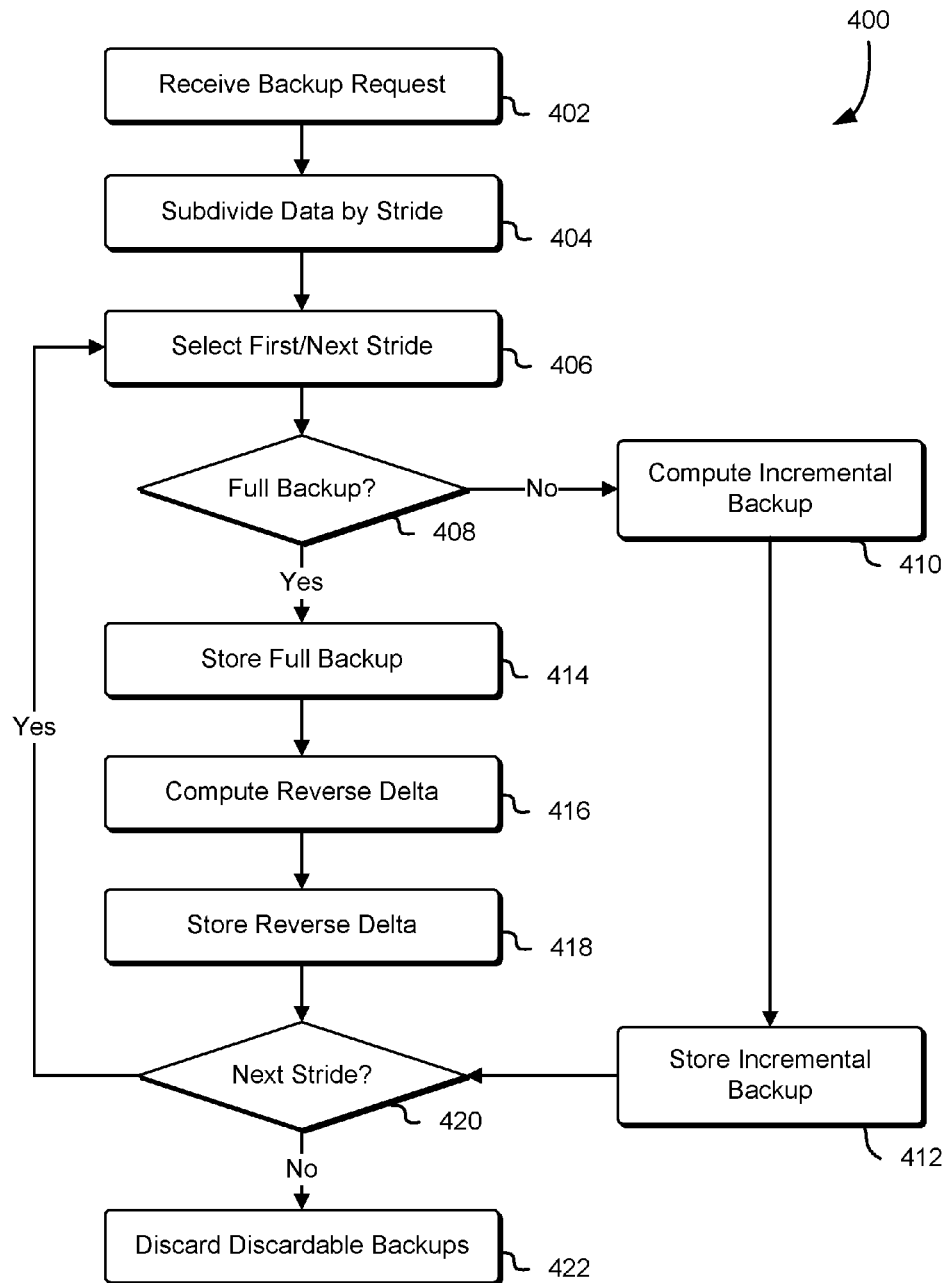 400
Receive Backup Request
402
Subdivide Data by Stride
404
Select First/Next Stride
406
Full Backup?
408
No
Compute Incremental
Backup
410
Yes
Store Full Backup
414
Yes
Compute Reverse Delta
416
Store Reverse Delta
418
Next Stride?
420
Store Incremental
Backup
412
No
Discard Discardable Backups
422